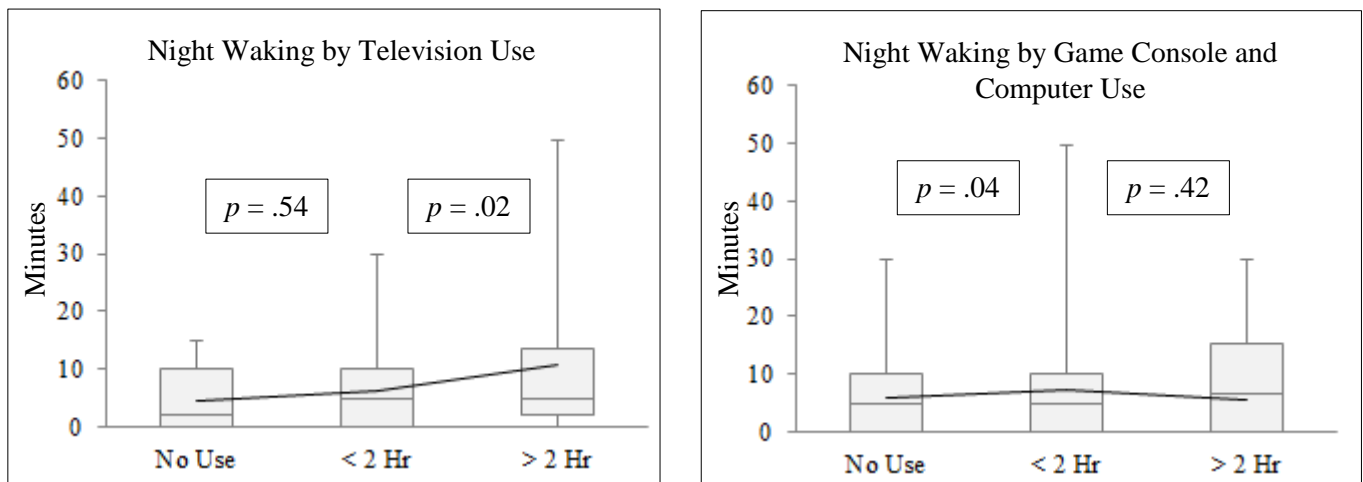 Night Waking by Television Use
60
50
40
30
20
10
0
Minutes
p = .54
p = .02
No Use
< 2 Hr
> 2 Hr
Night Waking by Game Console and
Computer Use
60
50
40
30
20
10
0
Minutes
p = .04
p = .42
No Use
< 2 Hr
> 2 Hr